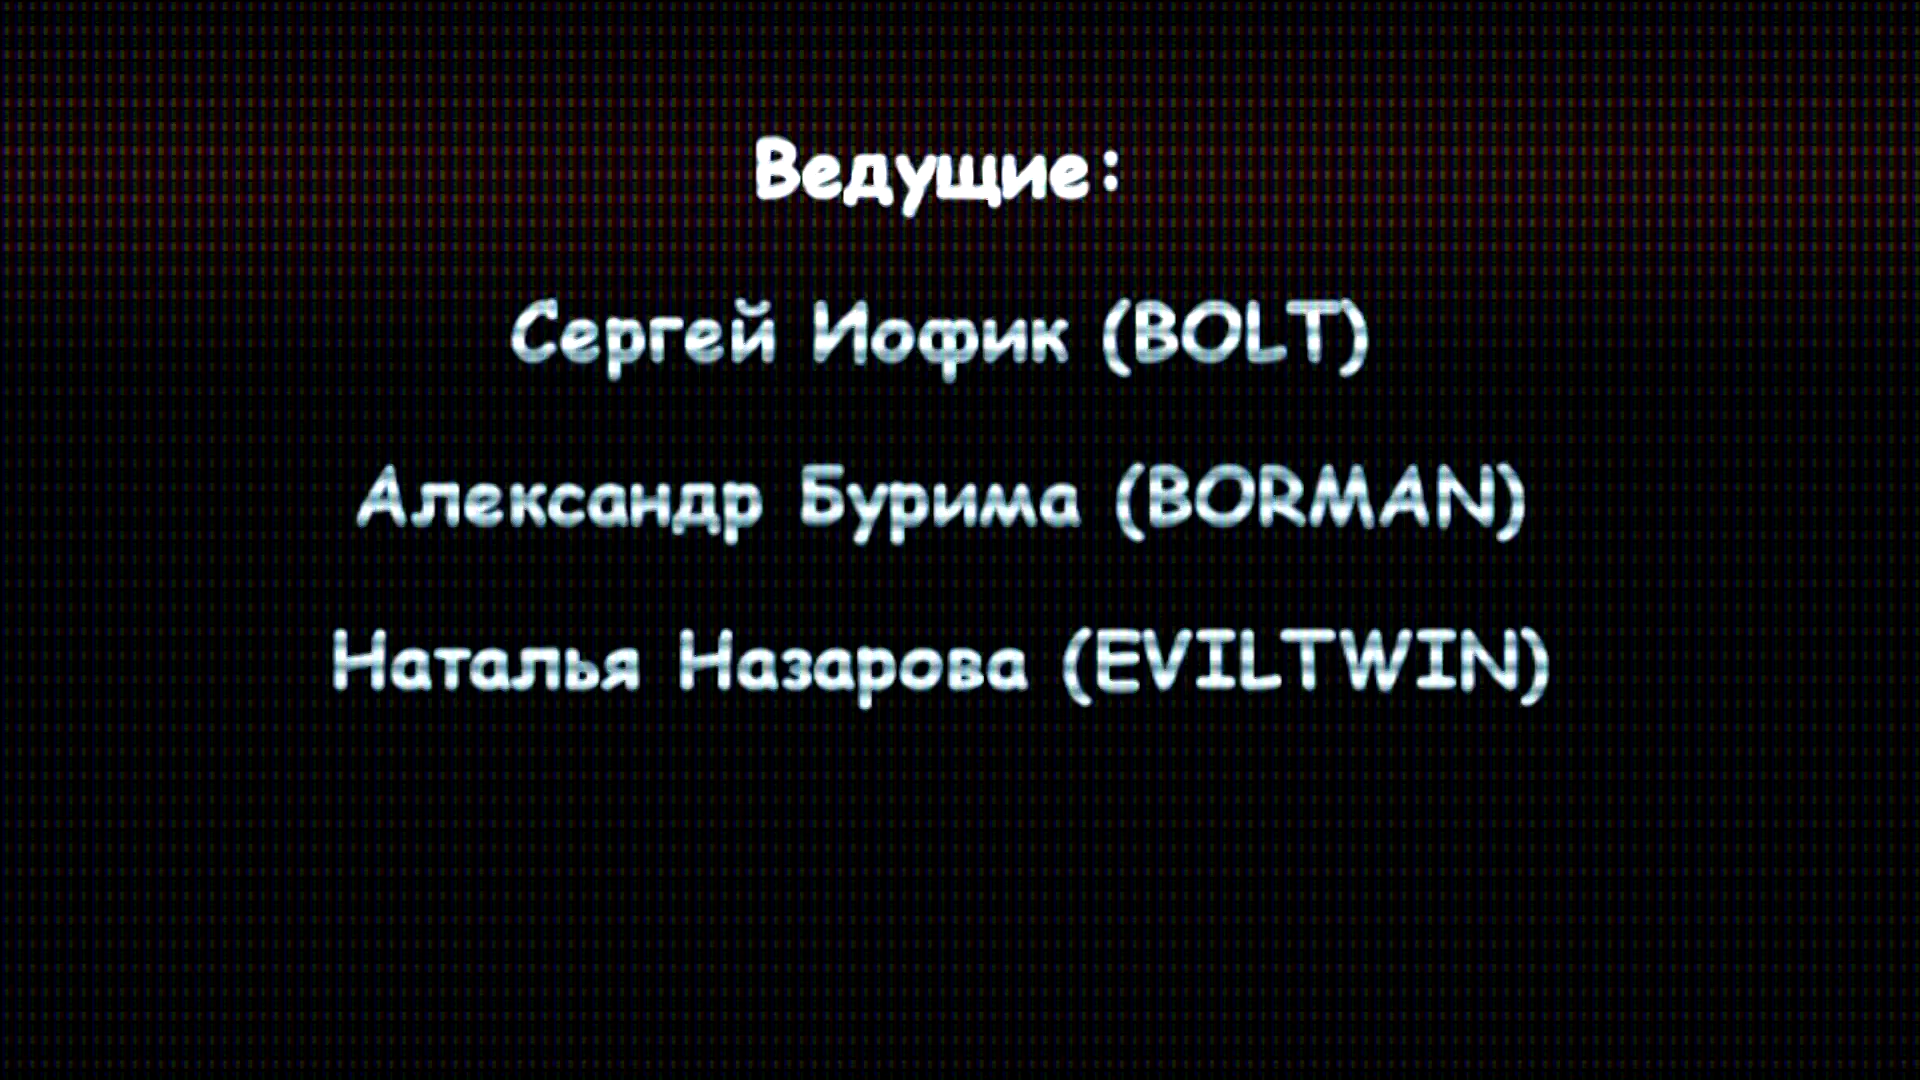 Ведущие:
Сергей Иофик (BOLT)
Александр Бурима (BORMAN)
Наталья Назарова (EVILTWIN)